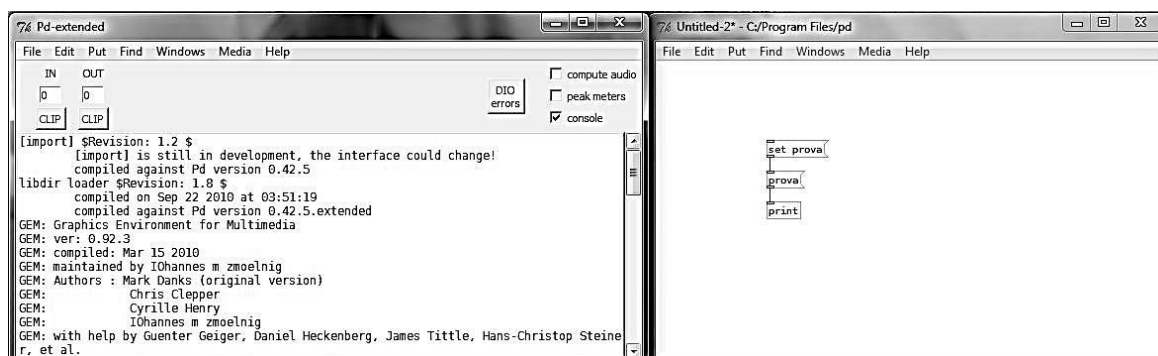 Pd-extended
File Edit Put Find Windows Media Help
IN OUT
0 0
CLIP CLIP
DIO
errors
compute audio
peak meters
console
[import] $Revision: 1.2 $
[import] is still in development, the interface could change!
compiled against Pd version 0.42.5
libdir loader $Revision: 1.8 $
compiled on Sep 22 2010 at 03:51:19
compiled against Pd version 0.42.5.extended
GEM: Graphics Environment for Multimedia
GEM: ver: 0.92.3
GEM: compiled: Mar 15 2010
GEM: maintained by IOhannes m zmoelnig
GEM: Authors : Mark Danks (original version)
GEM: Chris Clepper
GEM: Cyrille Henry
GEM: IOhannes m zmoelnig
GEM: with help by Guenter Geiger, Daniel Heckenberg, James Tittle, Hans-Christop Steine
r, et al.
Untitled-2* - C:/Program Files/pd
File Edit Put Find Windows Media Help
set prova
prova
print